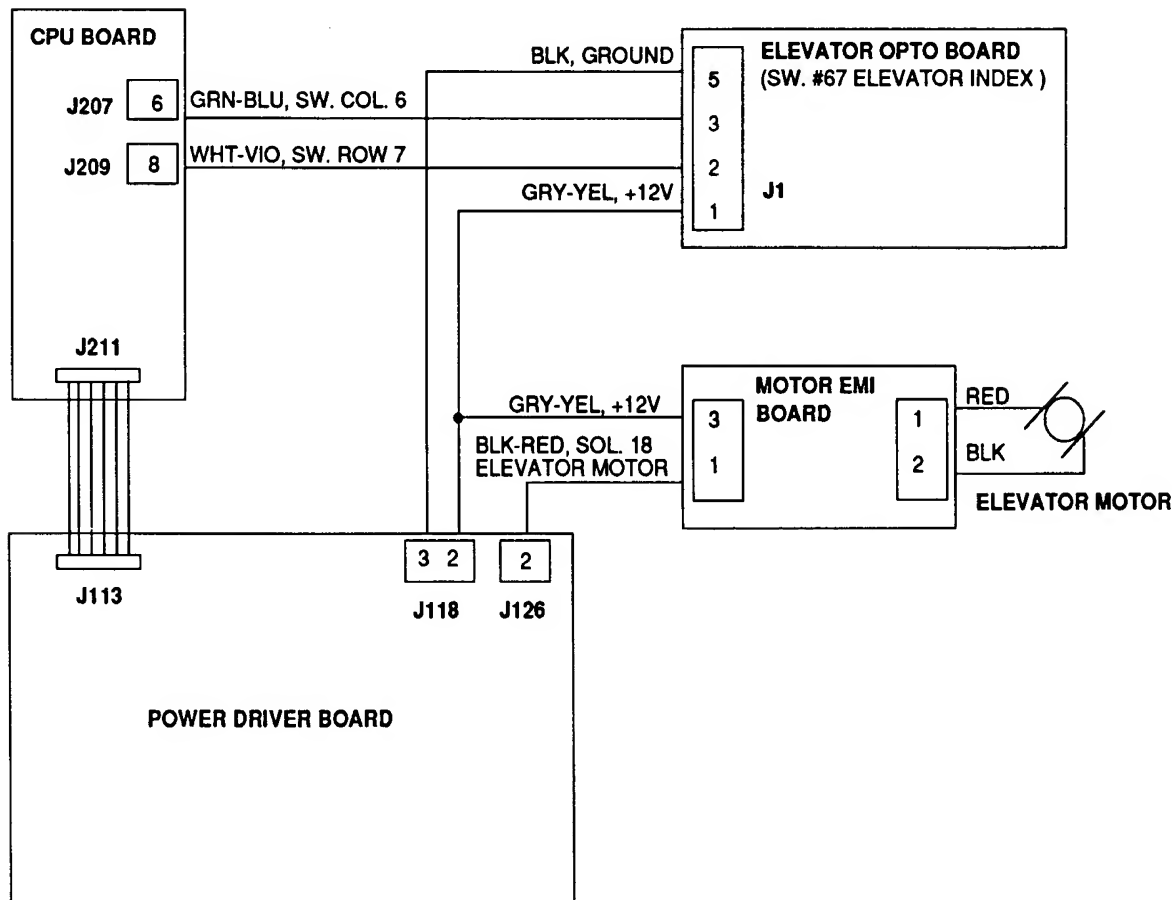 CPU BOARD
J207
6
GRN-BLU, SW. COL. 6
J209
8
WHT-VIO, SW. ROW 7
J211
BLK, GROUND
GRY-YEL, +12V
5
3
2
1
J1
ELEVATOR OPTO BOARD
(SW. #67 ELEVATOR INDEX )
GRY-YEL, +12V
BLK-RED, SOL. 18
ELEVATOR MOTOR
3
1
MOTOR EMI
BOARD
1
2
RED
BLK
ELEVATOR MOTOR
J113
3 2
J118
2
J126
POWER DRIVER BOARD